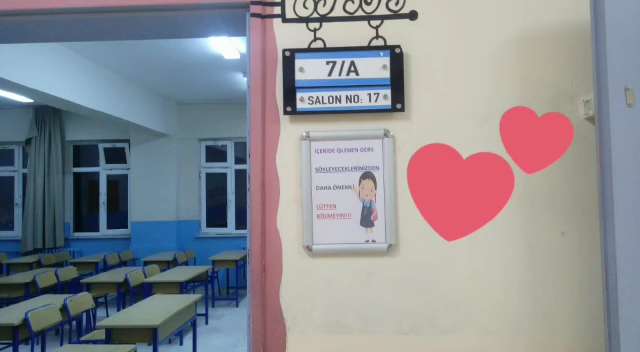 7/A
SALON NO: 17
İÇERİDE İŞLENEN DERS
SÖYLEYECEKLERİNİZDEN
DAHA ÖNEMLİ
LÜTFEN
BÖLMEYİN!!!